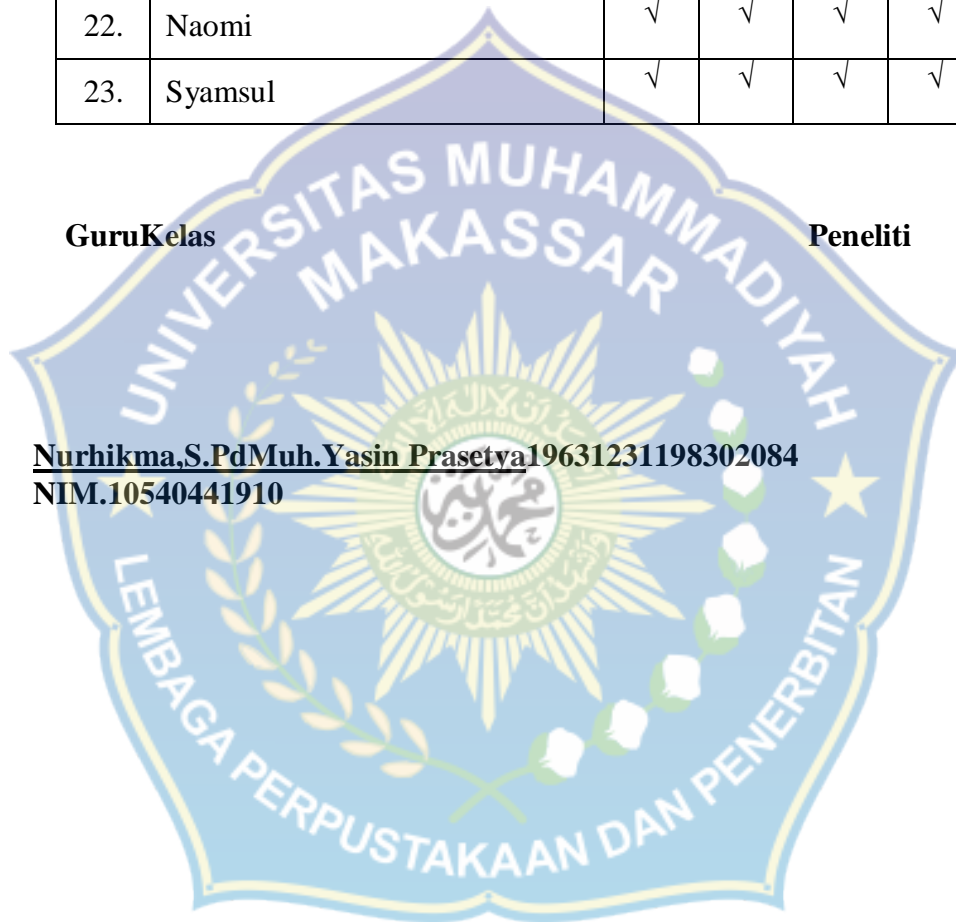 22. Naomi √ √ √ √
23. Syamsul √ √ √ √
UNIVERSITAS MUHAMMADIYAH
MAKASSAR
GuruKelas Peneliti
Nurhikma,S.PdMuh.Yasin Prasetya19631231198302084
NIM.10540441910
LEMBAGA PERPUSTAKAAN DAN PENERBITAN